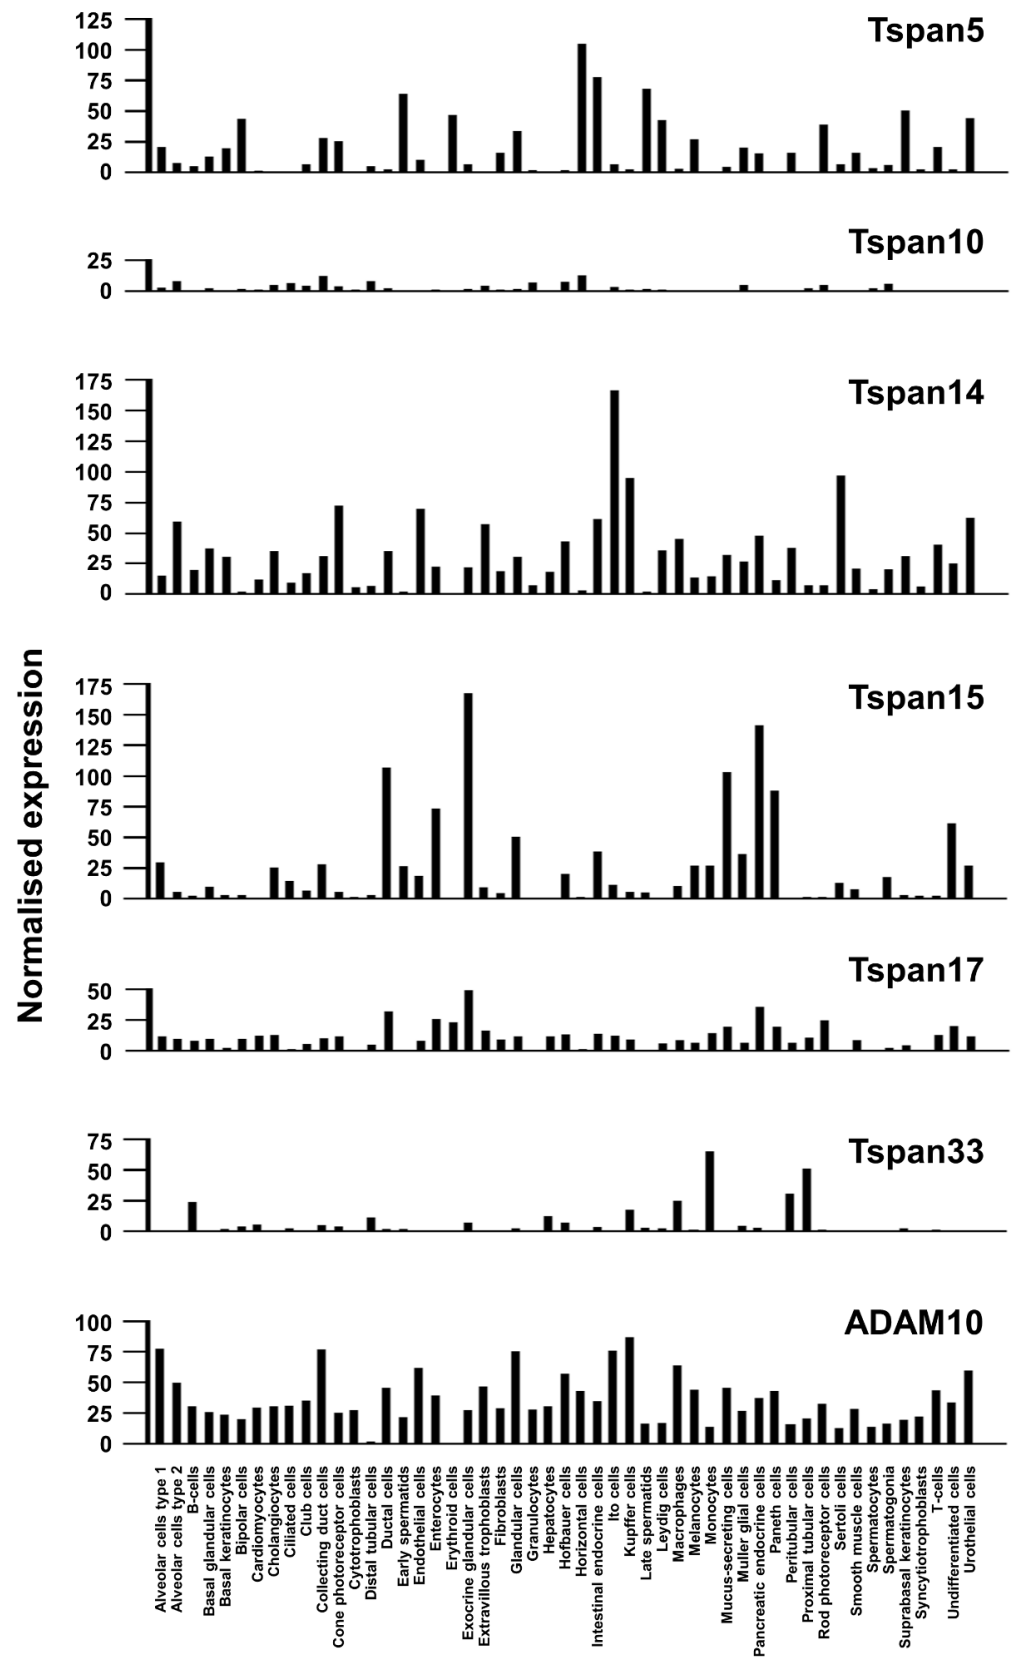 Tspan5
125
100
75
50
25
0
Tspan10
25
0
Tspan14
175
150
125
100
75
50
25
0
Normalised expression
Tspan15
175
150
125
100
75
50
25
0
Tspan17
50
25
0
Tspan33
75
50
25
0
ADAM10
100
75
50
25
0
Alveolar cells type 1
Alveolar cells type 2
B-cells
Basal glandular cells
Basal keratinocytes
Bipolar cells
Cardiomyocytes
Cholangiocytes
Ciliated cells
Club cells
Collecting duct cells
Cone photoreceptor cells
Cytotrophoblasts
Distal tubular cells
Ductal cells
Early spermatids
Endothelial cells
Enterocytes
Erythroid cells
Exocrine glandular cells
Extravillous trophoblasts
Fibroblasts
Glandular cells
Granulocytes
Hepatocytes
Hofbauer cells
Horizontal cells
Intestinal endocrine cells
Ito cells
Kupffer cells
Late spermatids
Leydig cells
Macrophages
Melanocytes
Monocytes
Mucus-secreting cells
Muller glial cells
Pancreatic endocrine cells
Paneth cells
Peritubular cells
Proximal tubular cells
Rod photoreceptor cells
Sertoli cells
Smooth muscle cells
Spermatocytes
Spermatogonia
Suprabasal keratinocytes
Syncytiotrophoblasts
T-cells
Undifferentiated cells
Urothelial cells